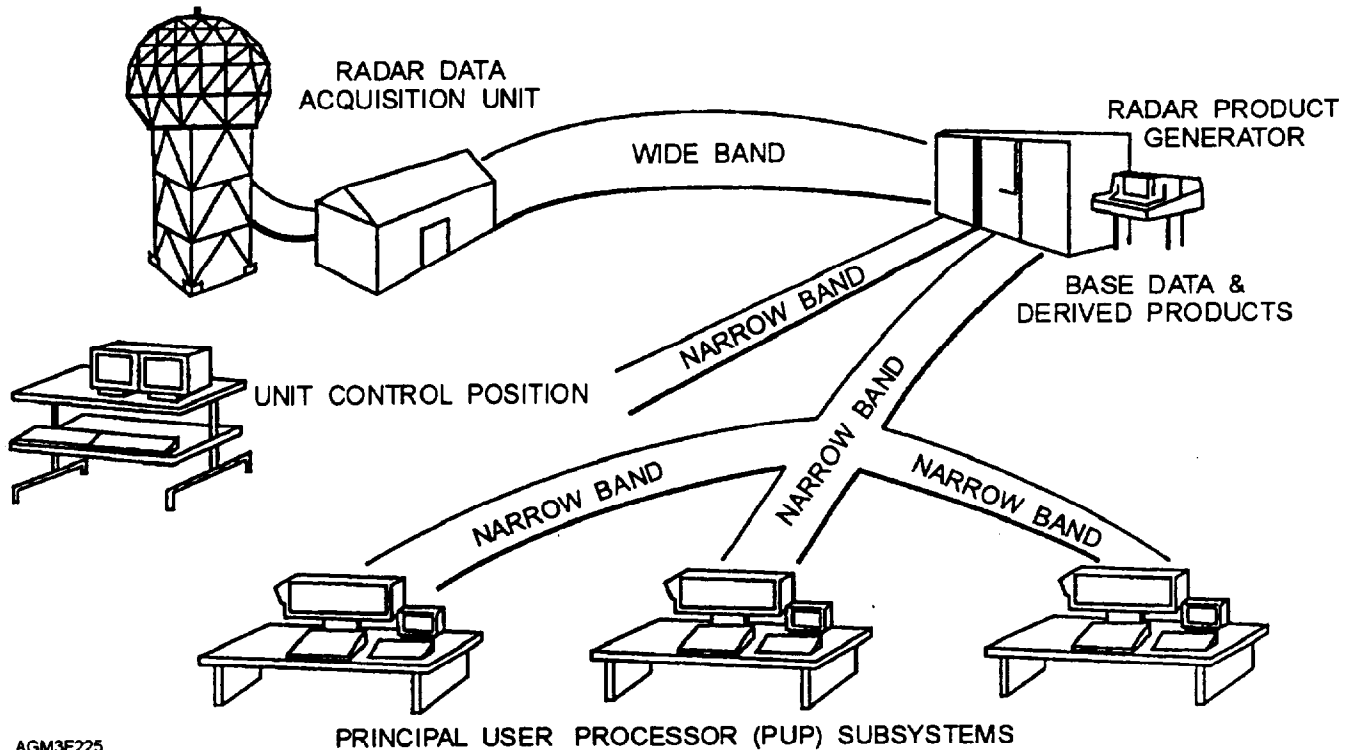 RADAR DATA
ACQUISITION UNIT
WIDE BAND
RADAR PRODUCT
GENERATOR
BASE DATA &
DERIVED PRODUCTS
NARROW BAND
UNIT CONTROL POSITION
NARROW BAND
NARROW BAND
NARROW BAND
NARROW BAND
PRINCIPAL USER PROCESSOR (PUP) SUBSYSTEMS
AGM3F225